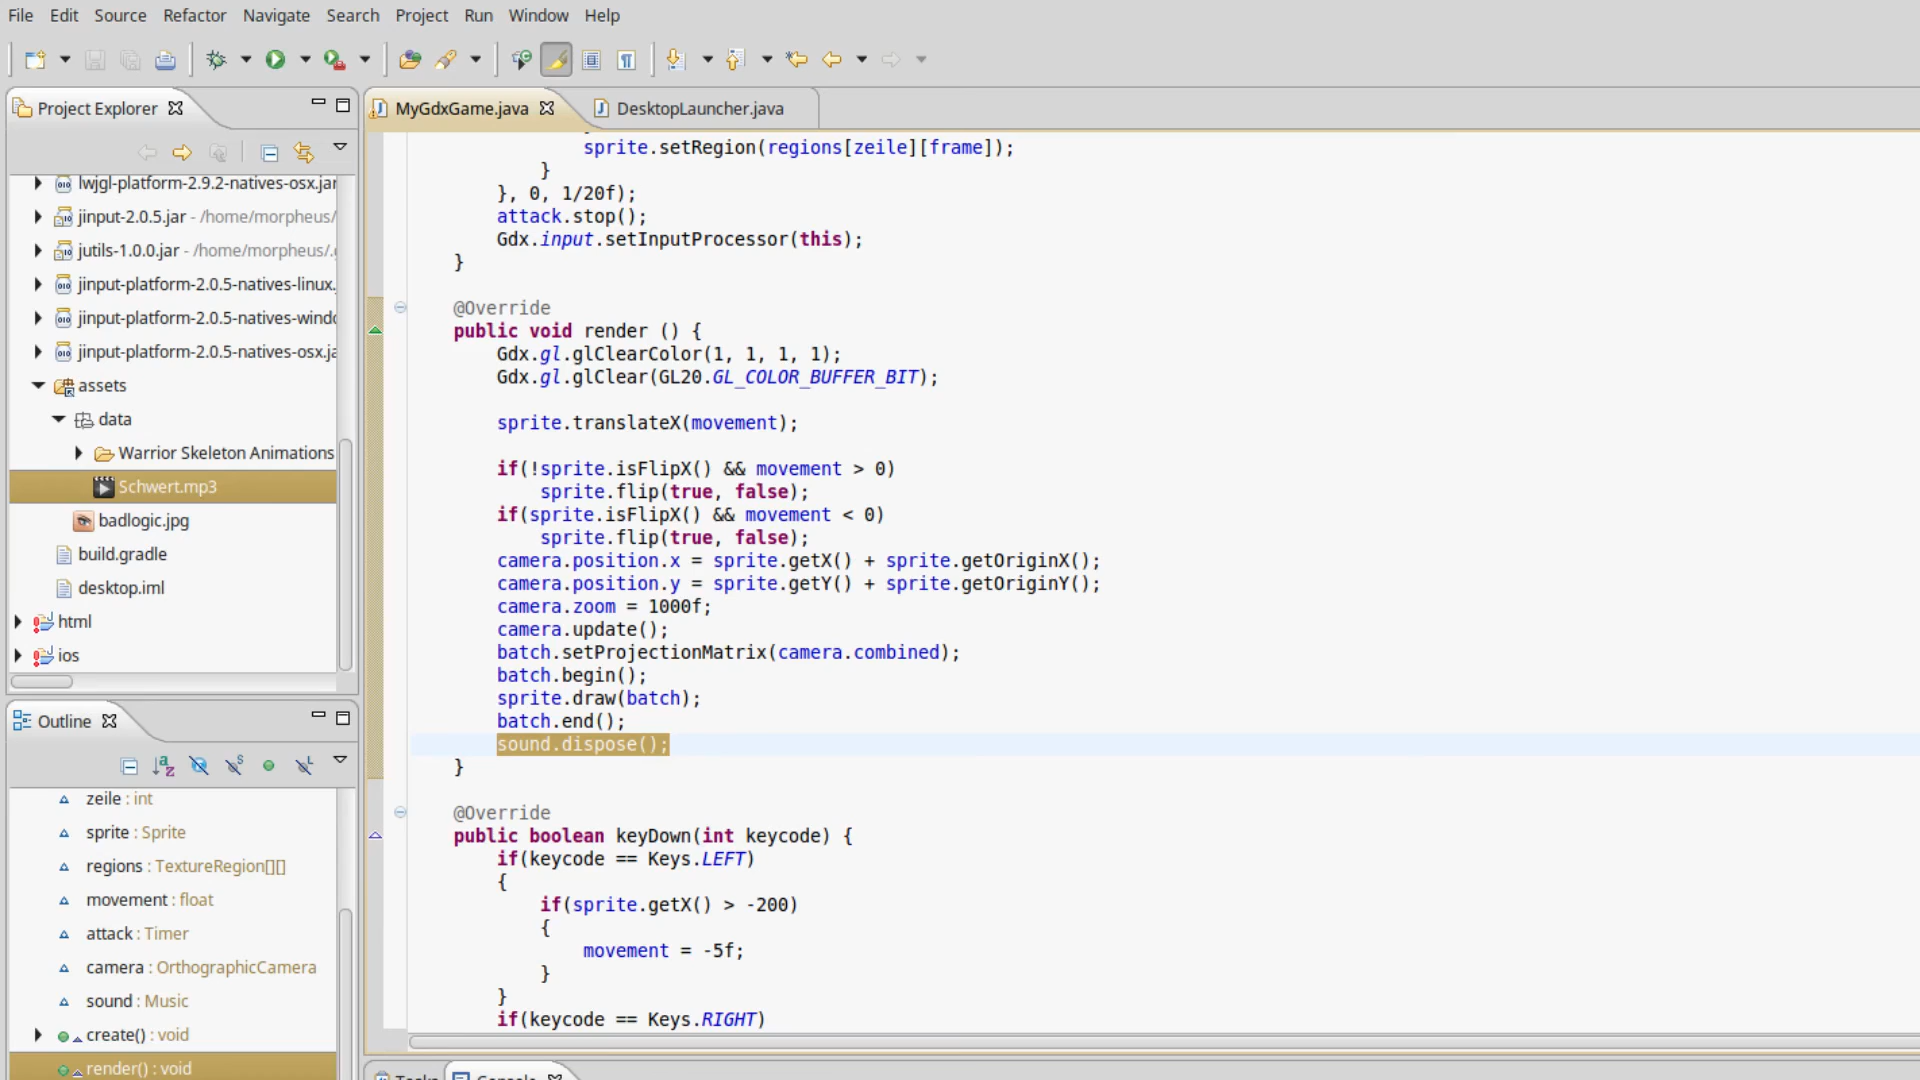 File Edit Source Refactor Navigate Search Project Run Window Help
Project Explorer
lwjgl-platform-2.9.2-natives-osx.jar
jinput-2.0.5.jar - /home/morpheus/
jutils-1.0.0.jar - /home/morpheus/.
jinput-platform-2.0.5-natives-linux.
jinput-platform-2.0.5-natives-windo
jinput-platform-2.0.5-natives-osx.ja
assets
data
Warrior Skeleton Animations
Schwert.mp3
badlogic.jpg
build.gradle
desktop.iml
html
ios
Outline
zeile : int
sprite : Sprite
regions : TextureRegion[][]
movement : float
attack : Timer
camera : OrthographicCamera
sound : Music
create() : void
render() : void
MyGdxGame.java DesktopLauncher.java
sprite.setRegion(regions[zeile][frame]);
}
}, 0, 1/20f);
attack.stop();
Gdx.input.setInputProcessor(this);
}
@Override
public void render () {
Gdx.gl.glClearColor(1, 1, 1, 1);
Gdx.gl.glClear(GL20.GL_COLOR_BUFFER_BIT);
sprite.translateX(movement);
if(!sprite.isFlipX() && movement > 0)
sprite.flip(true, false);
if(sprite.isFlipX() && movement < 0)
sprite.flip(true, false);
camera.position.x = sprite.getX() + sprite.getOriginX();
camera.position.y = sprite.getY() + sprite.getOriginY();
camera.zoom = 1000f;
camera.update();
batch.setProjectionMatrix(camera.combined);
batch.begin();
sprite.draw(batch);
batch.end();
sound.dispose();
}
@Override
public boolean keyDown(int keycode) {
if(keycode == Keys.LEFT)
{
if(sprite.getX() > -200)
{
movement = -5f;
}
}
if(keycode == Keys.RIGHT)
Tasks Console